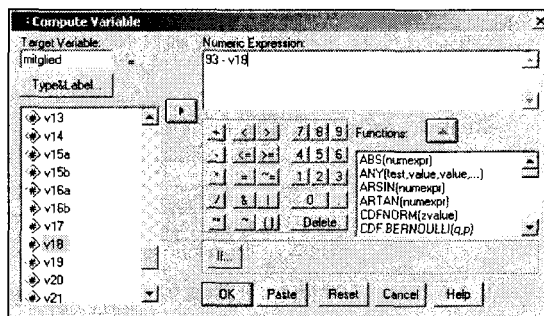 Compute Variable
Target Variable:
mitglied
=
Type&Label...
Numeric Expression:
93 - v18
v13
v14
v15a
v15b
v16a
v16b
v17
v18
v19
v20
v21
+ < > 7 8 9
- <= >= 4 5 6
* = ~= 1 2 3
/ & | 0 .
** ~ () Delete
Functions:
ABS(numexpr)
ANY(test,value,value,...)
ARSIN(numexpr)
ARTAN(numexpr)
CDFNORM(zvalue)
CDF.BERNOULLI(q,p)
If...
OK Paste Reset Cancel Help